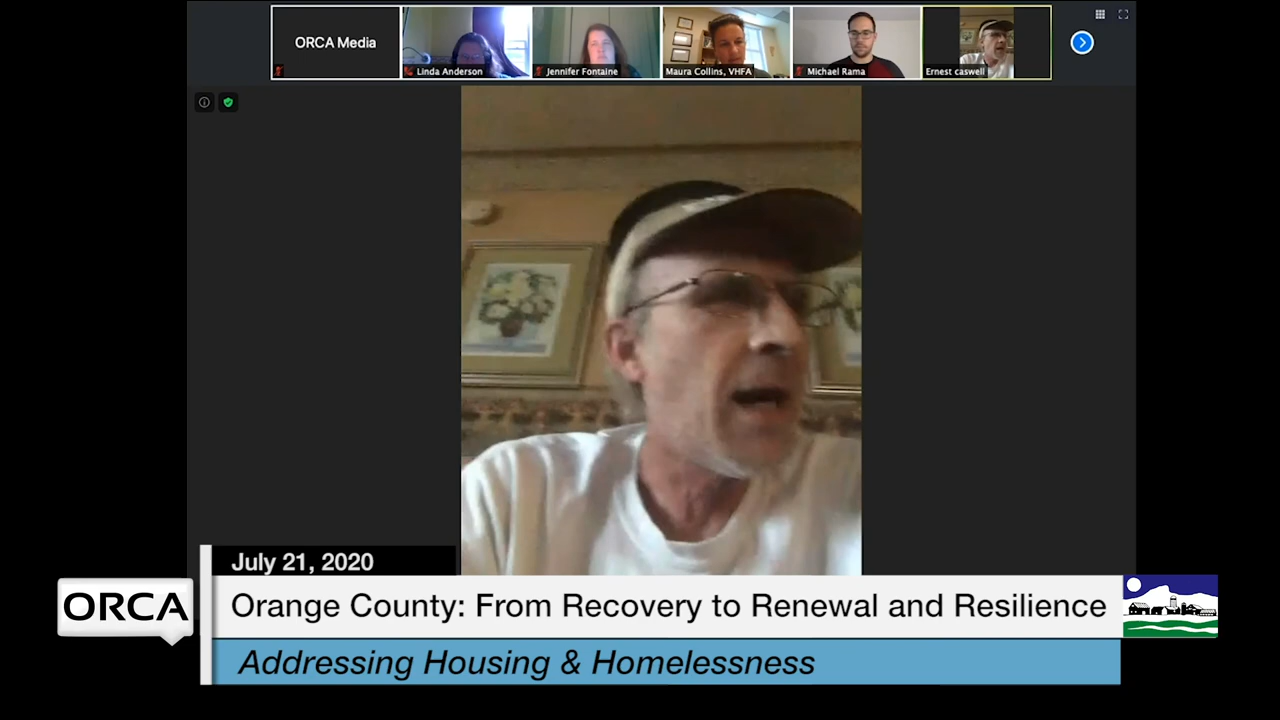 ORCA Media
Linda Anderson
Jennifer Fontaine
Maura Collins, VHFA
Michael Rama
Ernest caswell
July 21, 2020
ORCA
Orange County: From Recovery to Renewal and Resilience
Addressing Housing & Homelessness